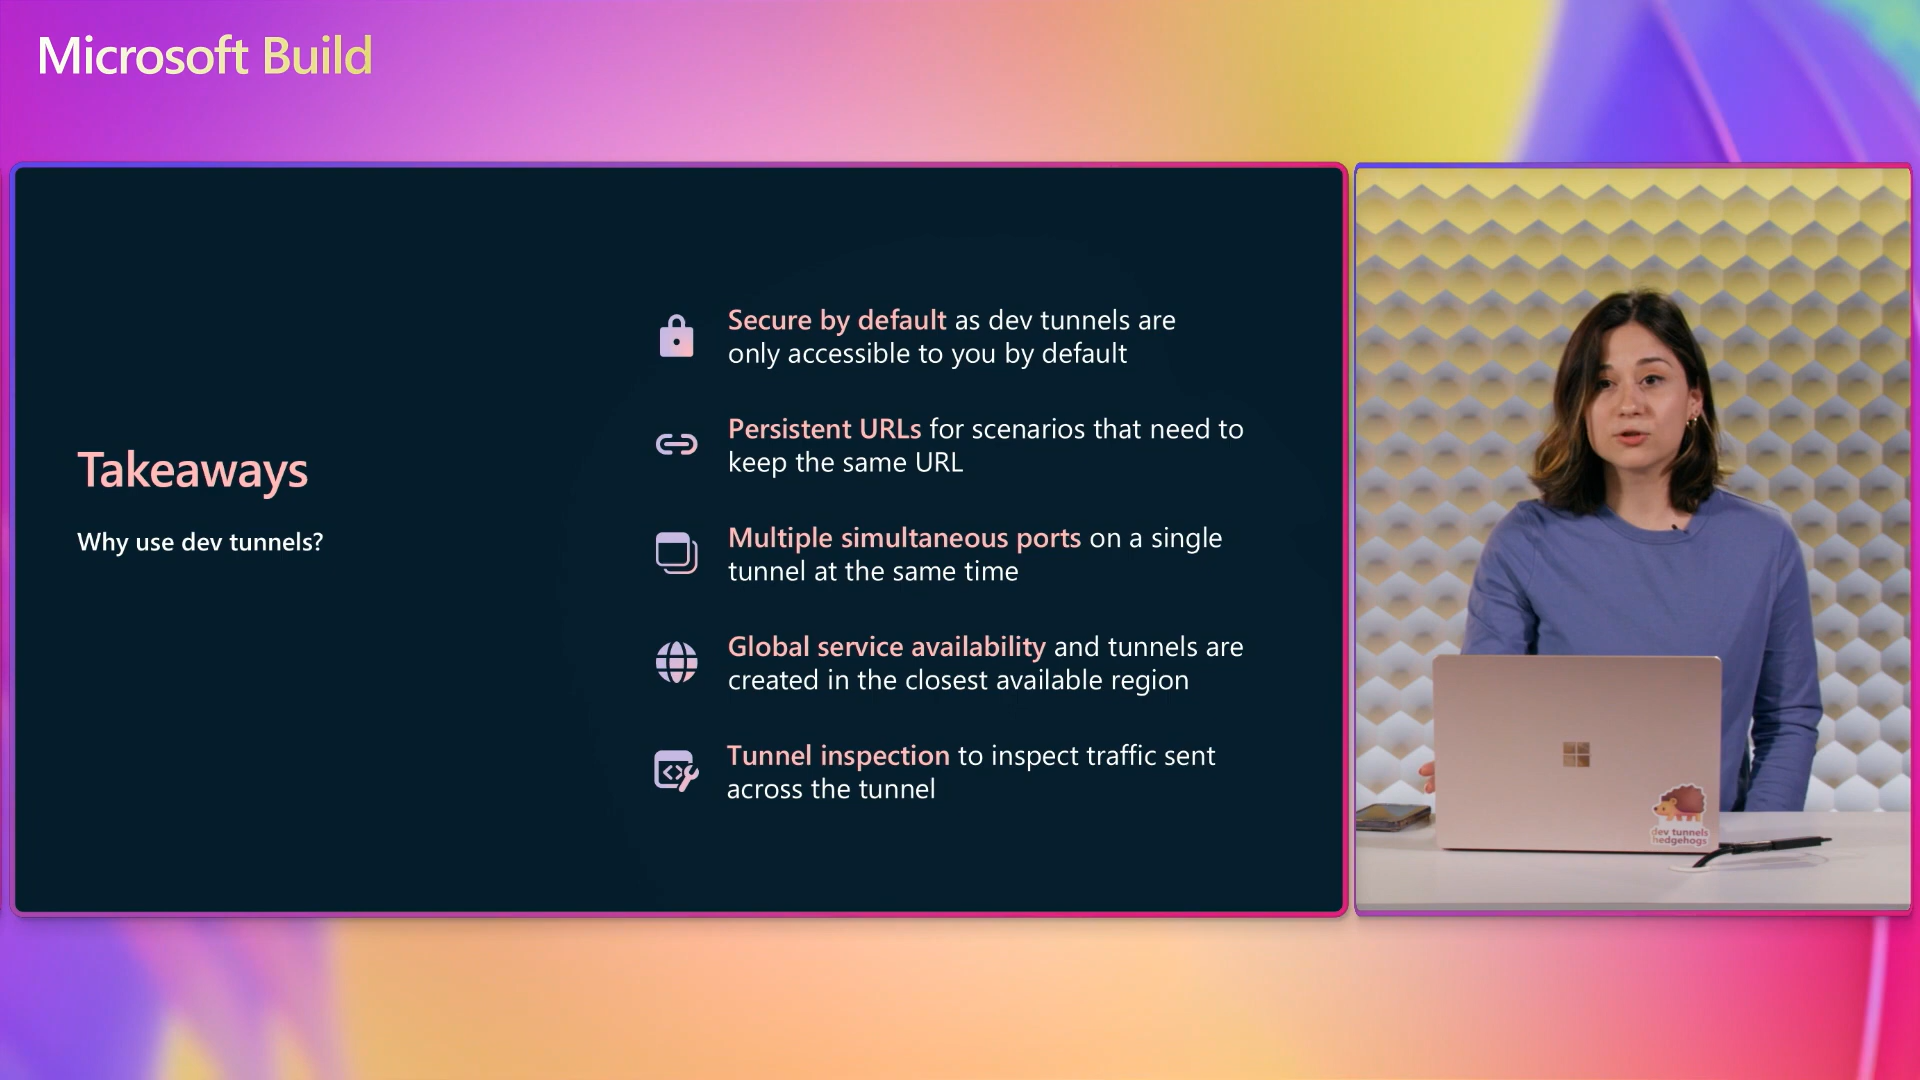 Microsoft Build
Takeaways
Why use dev tunnels?
Secure by default as dev tunnels are
only accessible to you by default
Persistent URLs for scenarios that need to
keep the same URL
Multiple simultaneous ports on a single
tunnel at the same time
Global service availability and tunnels are
created in the closest available region
Tunnel inspection to inspect traffic sent
across the tunnel
dev tunnels
hedgehogs